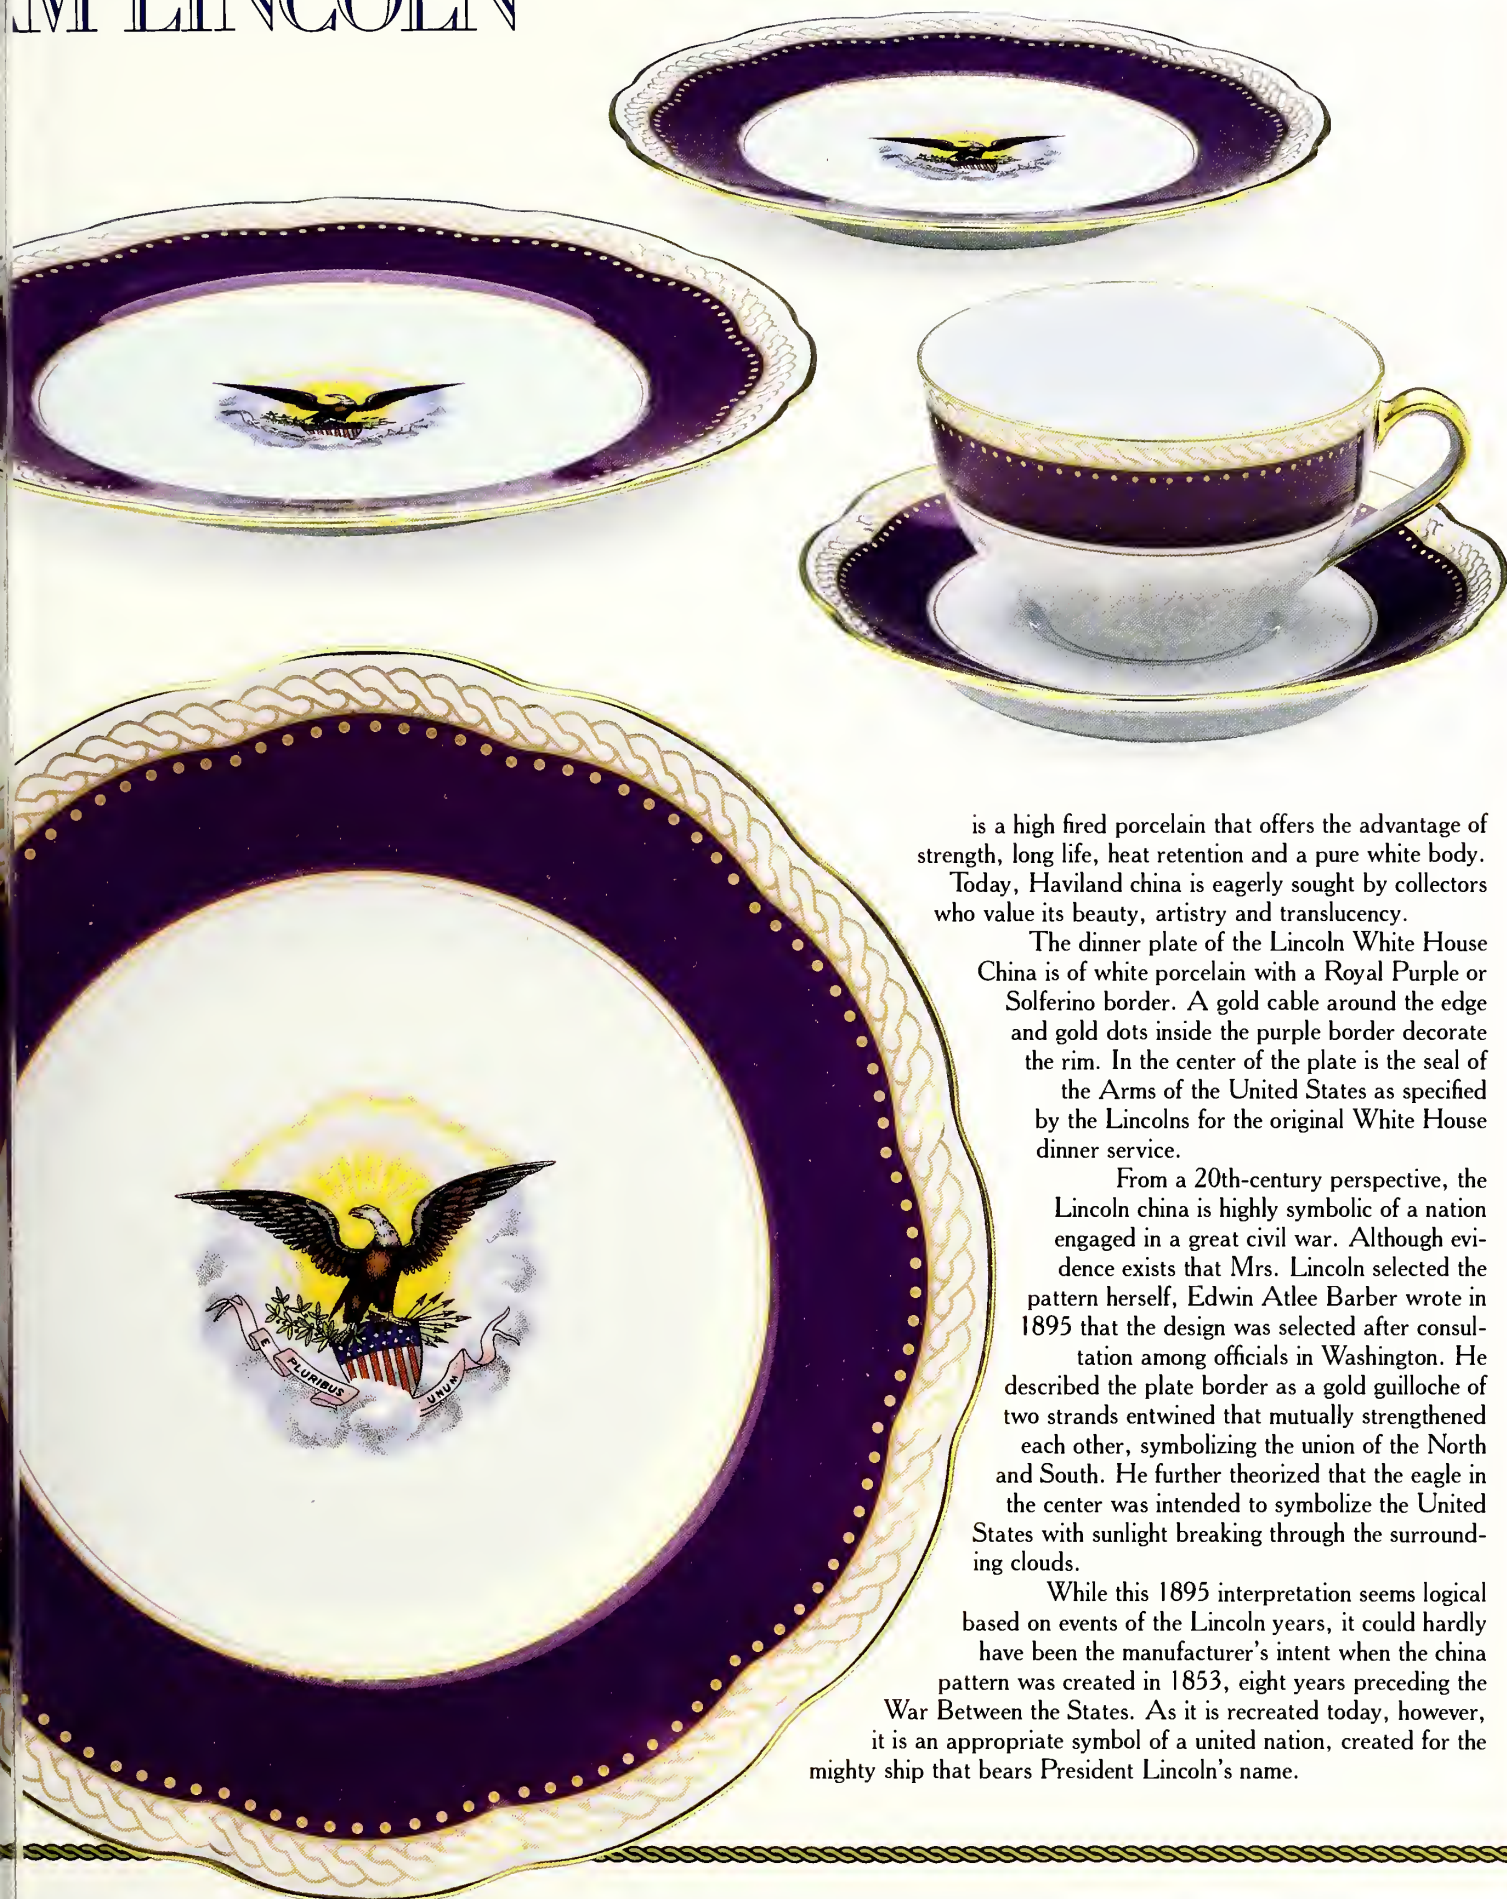 LINCOLN
is a high fired porcelain that offers the advantage of
strength, long life, heat retention and a pure white body.
Today, Haviland china is eagerly sought by collectors
who value its beauty, artistry and translucency.
The dinner plate of the Lincoln White House
China is of white porcelain with a Royal Purple or
Solferino border. A gold cable around the edge
and gold dots inside the purple border decorate
the rim. In the center of the plate is the seal of
the Arms of the United States as specified
by the Lincolns for the original White House
dinner service.
From a 20th-century perspective, the
Lincoln china is highly symbolic of a nation
engaged in a great civil war. Although evi-
dence exists that Mrs. Lincoln selected the
pattern herself, Edwin Atlee Barber wrote in
1895 that the design was selected after consul-
tation among officials in Washington. He
described the plate border as a gold guilloche of
two strands entwined that mutually strengthened
each other, symbolizing the union of the North
and South. He further theorized that the eagle in
the center was intended to symbolize the United
States with sunlight breaking through the surround-
ing clouds.
While this 1895 interpretation seems logical
based on events of the Lincoln years, it could hardly
have been the manufacturer's intent when the china
pattern was created in 1853, eight years preceding the
War Between the States. As it is recreated today, however,
it is an appropriate symbol of a united nation, created for the
mighty ship that bears President Lincoln's name.
E PLURIBUS UNUM